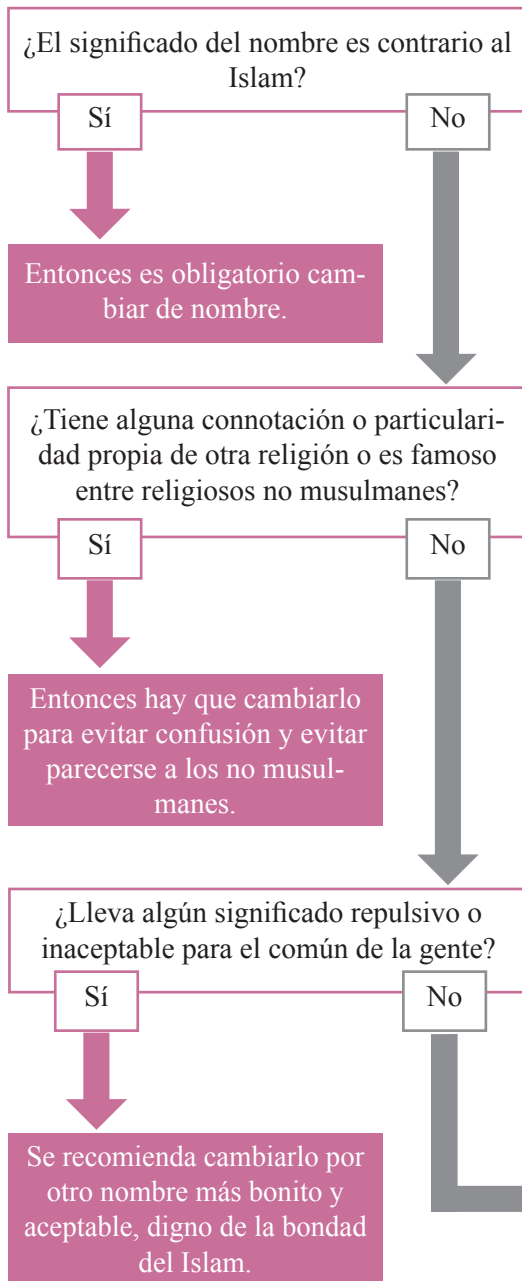 ¿El significado del nombre es contrario al
Islam?
Sí
No
Entonces es obligatorio cam-
biar de nombre.
¿Tiene alguna connotación o particulari-
dad propia de otra religión o es famoso
entre religiosos no musulmanes?
Sí
No
Entonces hay que cambiarlo
para evitar confusión y evitar
parecerse a los no musul-
manes.
¿Lleva algún significado repulsivo o
inaceptable para el común de la gente?
Sí
No
Se recomienda cambiarlo por
otro nombre más bonito y
aceptable, digno de la bondad
del Islam.